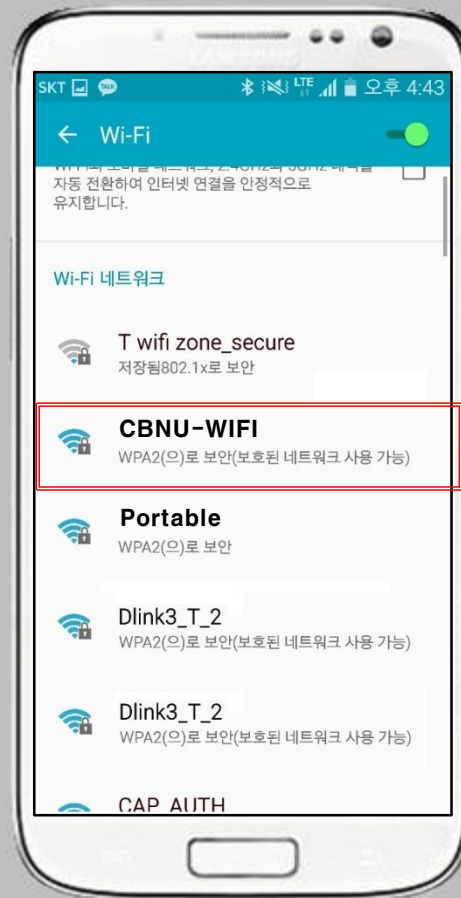 SKT TALK LTE 오후 4:43
Wi-Fi
자동 전환하여 인터넷 연결을 안정적으로
유지합니다.
Wi-Fi 네트워크
T wifi zone_secure
저장됨802.1x로 보안
CBNU-WIFI
WPA2(으)로 보안(보호된 네트워크 사용 가능)
Portable
WPA2(으)로 보안
Dlink3_T_2
WPA2(으)로 보안(보호된 네트워크 사용 가능)
Dlink3_T_2
WPA2(으)로 보안(보호된 네트워크 사용 가능)
CAP_AUTH